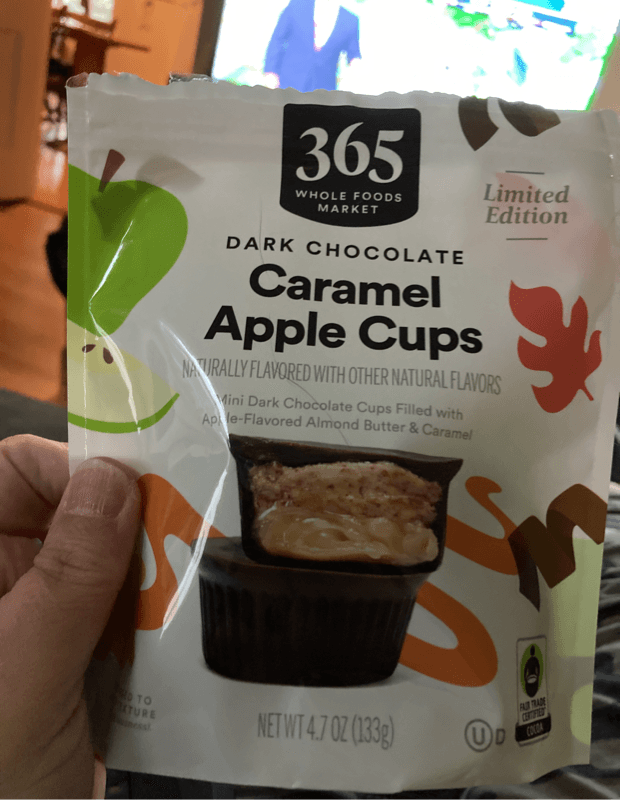 365
WHOLE FOODS
MARKET
Limited
Edition
DARK CHOCOLATE
Caramel
Apple Cups
NATURALLY FLAVORED WITH OTHER NATURAL FLAVORS
Mini Dark Chocolate Cups Filled with
Apple-Flavored Almond Butter & Caramel
TO
NET WT 4.7 OZ (133g)
U D
FAIR TRADE
CERTIFIED
COCOA